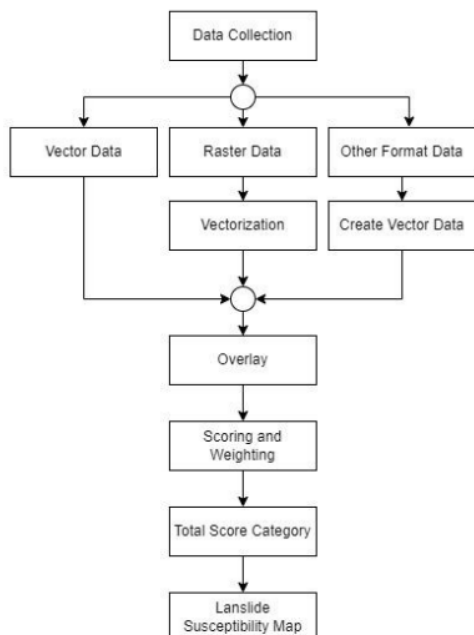 Data Collection
Vector Data
Raster Data
Other Format Data
Vectorization
Create Vector Data
Overlay
Scoring and
Weighting
Total Score Category
Lanslide
Susceptibility Map